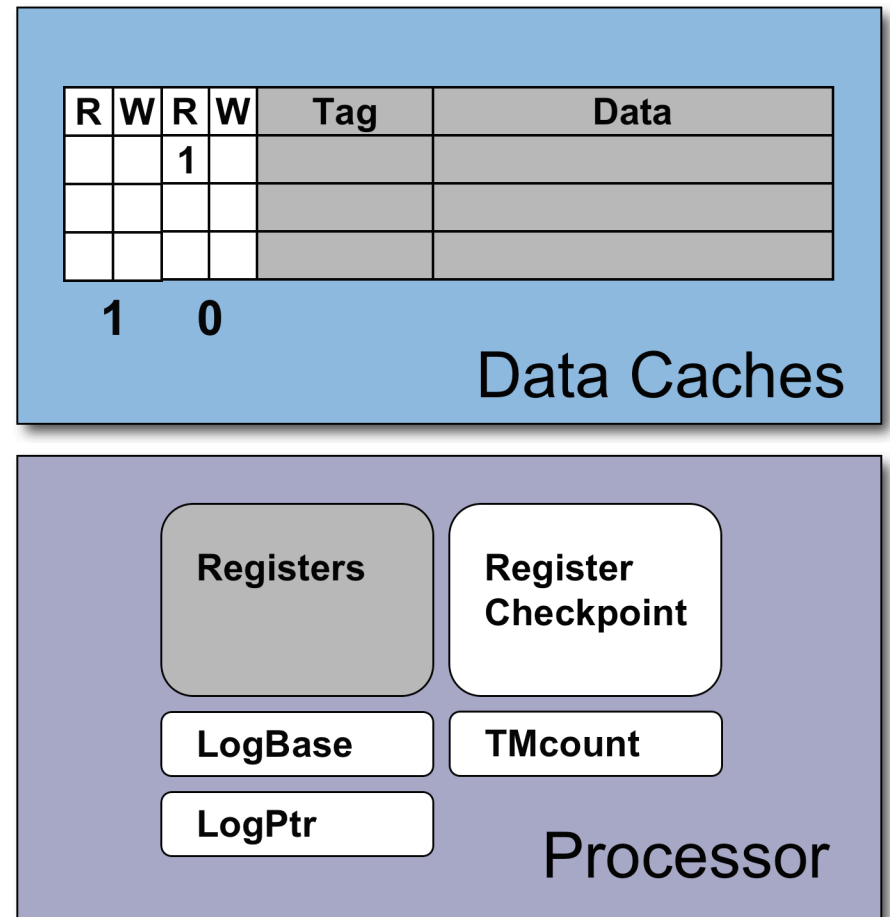 R W R W Tag Data
1
1 0
Data Caches
Registers
Register
Checkpoint
LogBase
TMcount
LogPtr
Processor